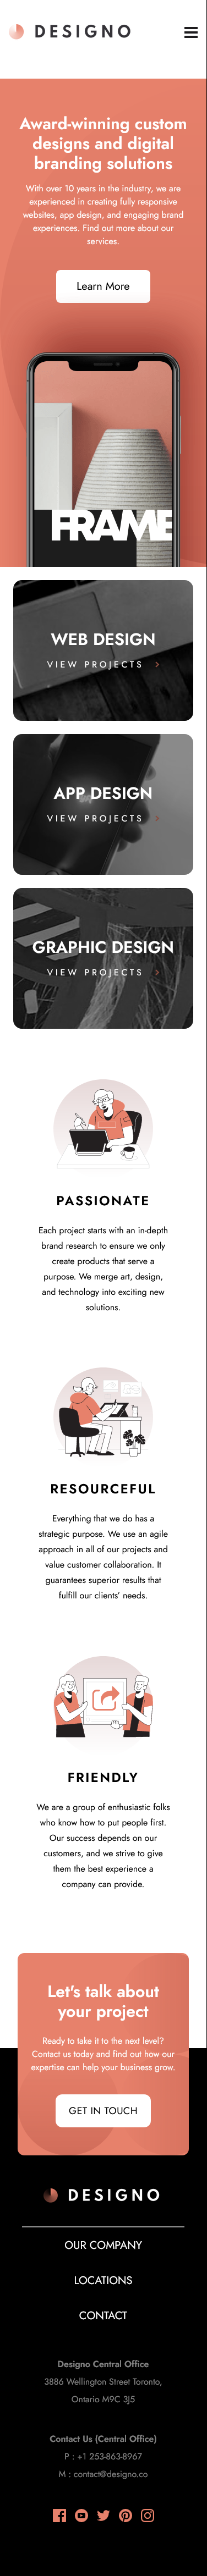 DESIGNO
Award-winning custom
designs and digital
branding solutions
With over 10 years in the industry, we are
experienced in creating fully responsive
websites, app design, and engaging brand
experiences. Find out more about our
services.
Learn More
FRAME
WEB DESIGN
VIEW PROJECTS
APP DESIGN
VIEW PROJECTS
GRAPHIC DESIGN
VIEW PROJECTS
PASSIONATE
Each project starts with an in-depth
brand research to ensure we only
create products that serve a
purpose. We merge art, design,
and technology into exciting new
solutions.
RESOURCEFUL
Everything that we do has a
strategic purpose. We use an agile
approach in all of our projects and
value customer collaboration. It
guarantees superior results that
fulfill our clients’ needs.
FRIENDLY
We are a group of enthusiastic folks
who know how to put people first.
Our success depends on our
customers, and we strive to give
them the best experience a
company can provide.
Let's talk about
your project
Ready to take it to the next level?
Contact us today and find out how our
expertise can help your business grow.
GET IN TOUCH
DESIGNO
OUR COMPANY
LOCATIONS
CONTACT
Designo Central Office
3886 Wellington Street Toronto,
Ontario M9C 3J5
Contact Us (Central Office)
P : +1 253-863-8967
M : contact@designo.co